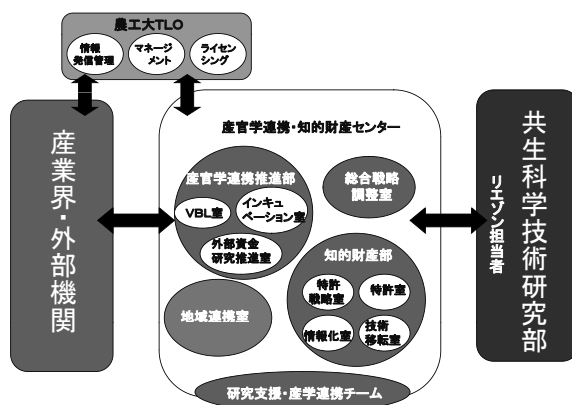 農工大TLO
情報
発信管理
マネージ
メント
ライセン
シング
産業界・外部機関
産官学連携・知的財産センター
産官学連携推進部
VBL室
インキュ
ベーション室
外部資金
研究推進室
総合戦略
調整室
知的財産部
特許
戦略室
特許室
情報化室
技術
移転室
地域連携室
研究支援・産学連携チーム
リエゾン担当者
共生科学技術研究部